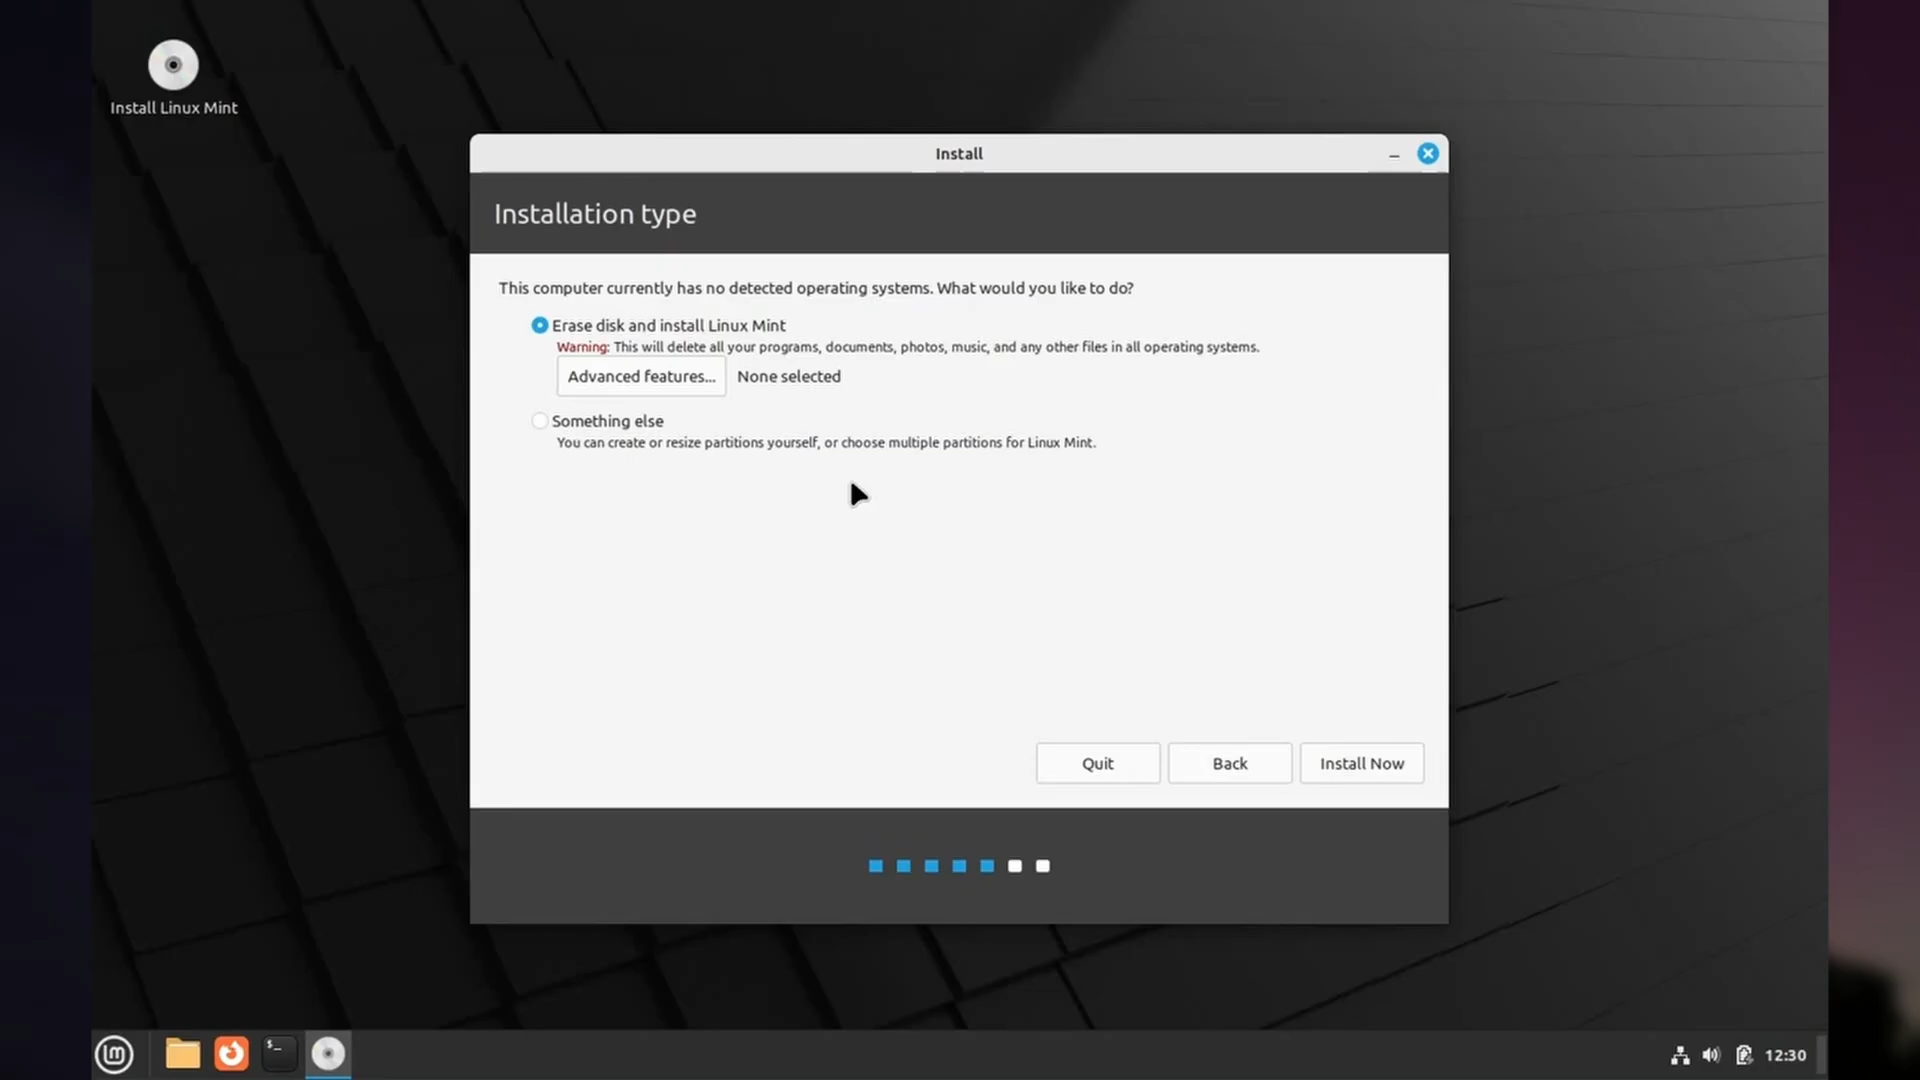 Install Linux Mint
Install
Installation type
This computer currently has no detected operating systems. What would you like to do?
Erase disk and install Linux Mint
Warning: This will delete all your programs, documents, photos, music, and any other files in all operating systems.
Advanced features... None selected
Something else
You can create or resize partitions yourself, or choose multiple partitions for Linux Mint.
Quit Back Install Now
$_
12:30